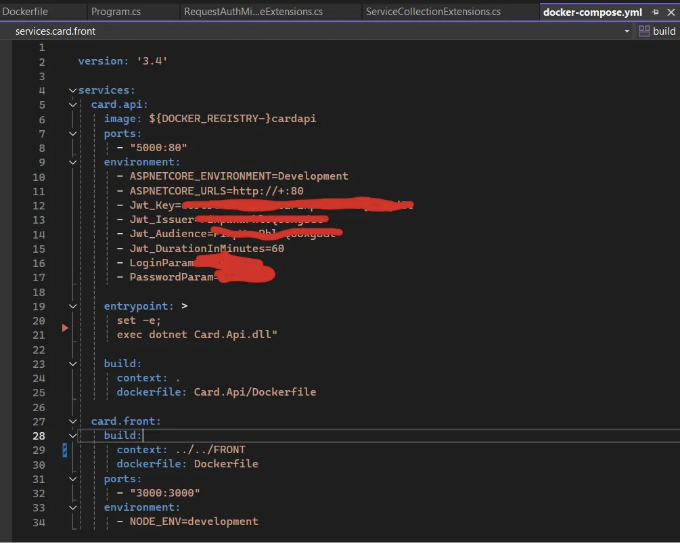 Dockerfile Program.cs RequestAuthMi...eExtensions.cs ServiceCollectionExtensions.cs docker-compose.yml
services.card.front build
1
2 version: '3.4'
3
4 services:
5 card.api:
6 image: ${DOCKER_REGISTRY-}cardapi
7 ports:
8 - "5000:80"
9 environment:
10 - ASPNETCORE_ENVIRONMENT=Development
11 - ASPNETCORE_URLS=http://+:80
12 - Jwt_Key=
13 - Jwt_Issuer=
14 - Jwt_Audience=
15 - Jwt_DurationInMinutes=60
16 - LoginParam
17 - PasswordParam=
18
19 entrypoint: >
20 set -e;
21 exec dotnet Card.Api.dll"
22
23 build:
24 context: .
25 dockerfile: Card.Api/Dockerfile
26
27 card.front:
28 build:
29 context: ../../FRONT
30 dockerfile: Dockerfile
31 ports:
32 - "3000:3000"
33 environment:
34 - NODE_ENV=development